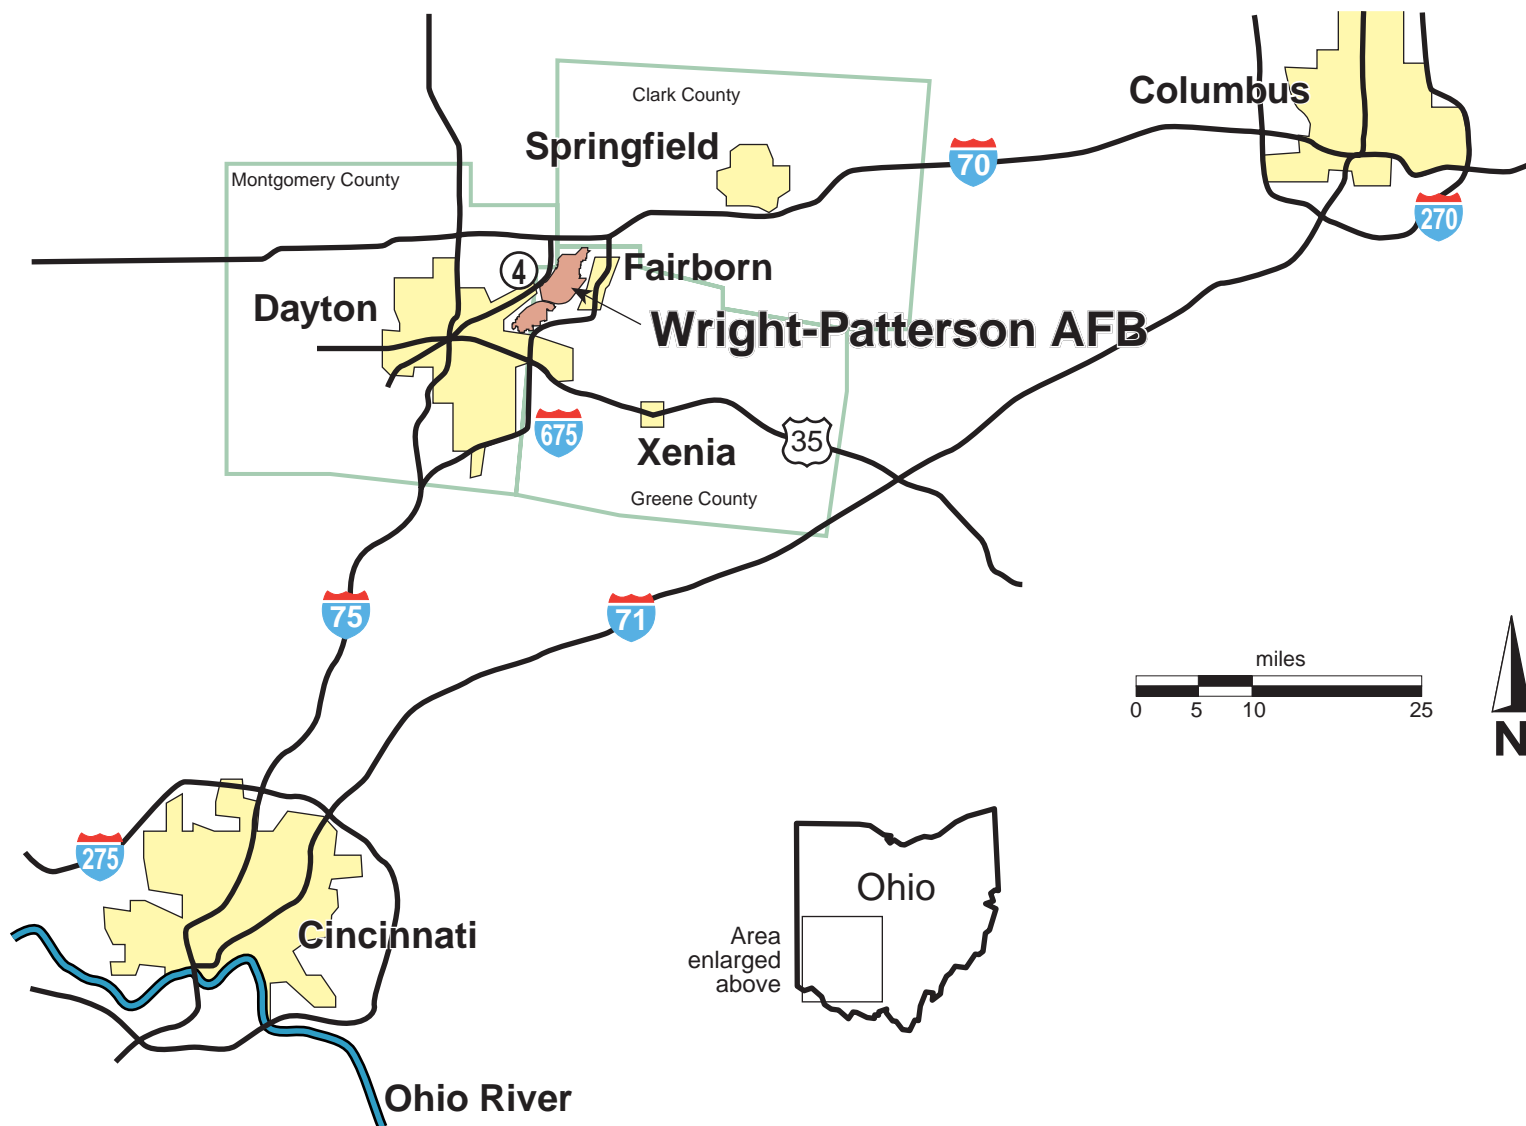 Clark County
Columbus
Springfield
70
Montgomery County
270
4
Fairborn
Dayton
Wright-Patterson AFB
675
35
Xenia
Greene County
75
71
miles
0 5 10 25
N
275
Ohio
Cincinnati
Area
enlarged
above
Ohio River